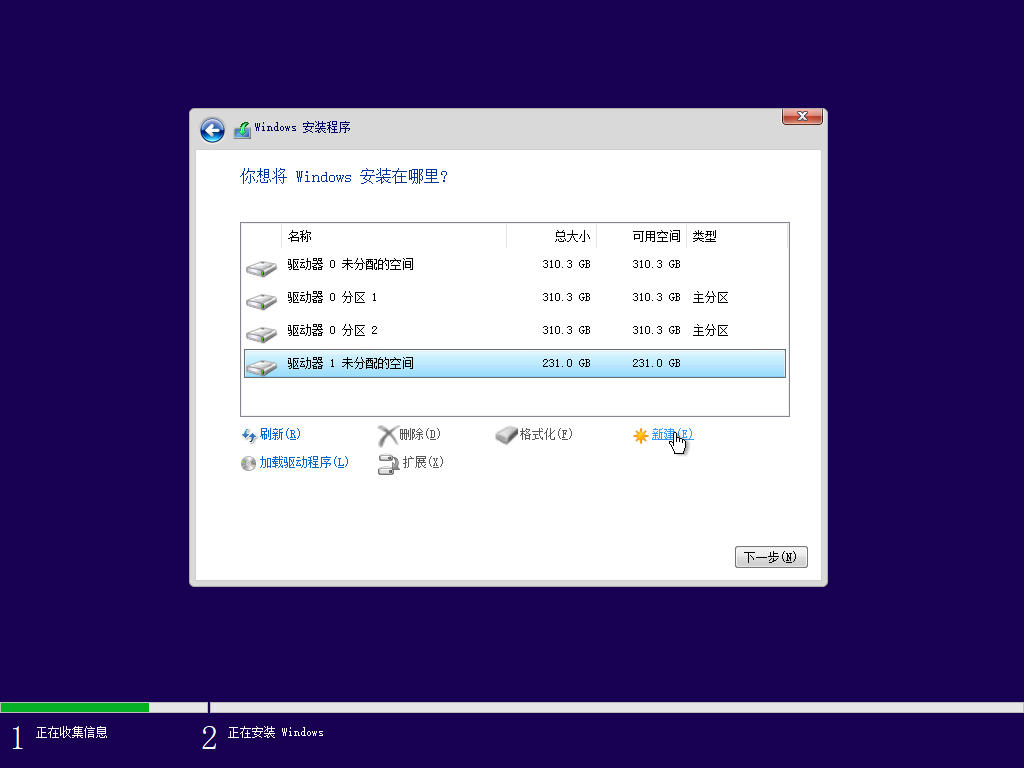 Windows 安装程序
你想将 Windows 安装在哪里?
名称 总大小 可用空间 类型
驱动器 0 未分配的空间 310.3 GB 310.3 GB
驱动器 0 分区 1 310.3 GB 310.3 GB 主分区
驱动器 0 分区 2 310.3 GB 310.3 GB 主分区
驱动器 1 未分配的空间 231.0 GB 231.0 GB
刷新(R) 删除(D) 格式化(F) 新建(E)
加载驱动程序(L) 扩展(X)
下一步(N)
1 正在收集信息 2 正在安装 Windows